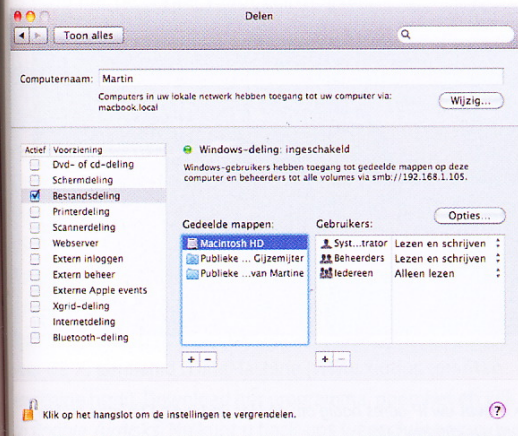 Delen
Toon alles
Computernaam: Martin
Computers in uw lokale netwerk hebben toegang tot uw computer via:
macbook.local
Wijzig...
Actief Voorziening
Dvd- of cd-deling
Schermdeling
Bestandsdeling
Printerdeling
Scannerdeling
Webserver
Extern inloggen
Extern beheer
Externe Apple events
Xgrid-deling
Internetdeling
Bluetooth-deling
Windows-deling: ingeschakeld
Windows-gebruikers hebben toegang tot gedeelde mappen op deze
computer en beheerders tot alle volumes via smb://192.168.1.105.
Opties...
Gedeelde mappen:
Macintosh HD
Publieke ... Gijzemijter
Publieke ...van Martine
Gebruikers:
Syst...trator Lezen en schrijven
Beheerders Lezen en schrijven
Iedereen Alleen lezen
+ −
+ −
Klik op het hangslot om de instellingen te vergrendelen.
?